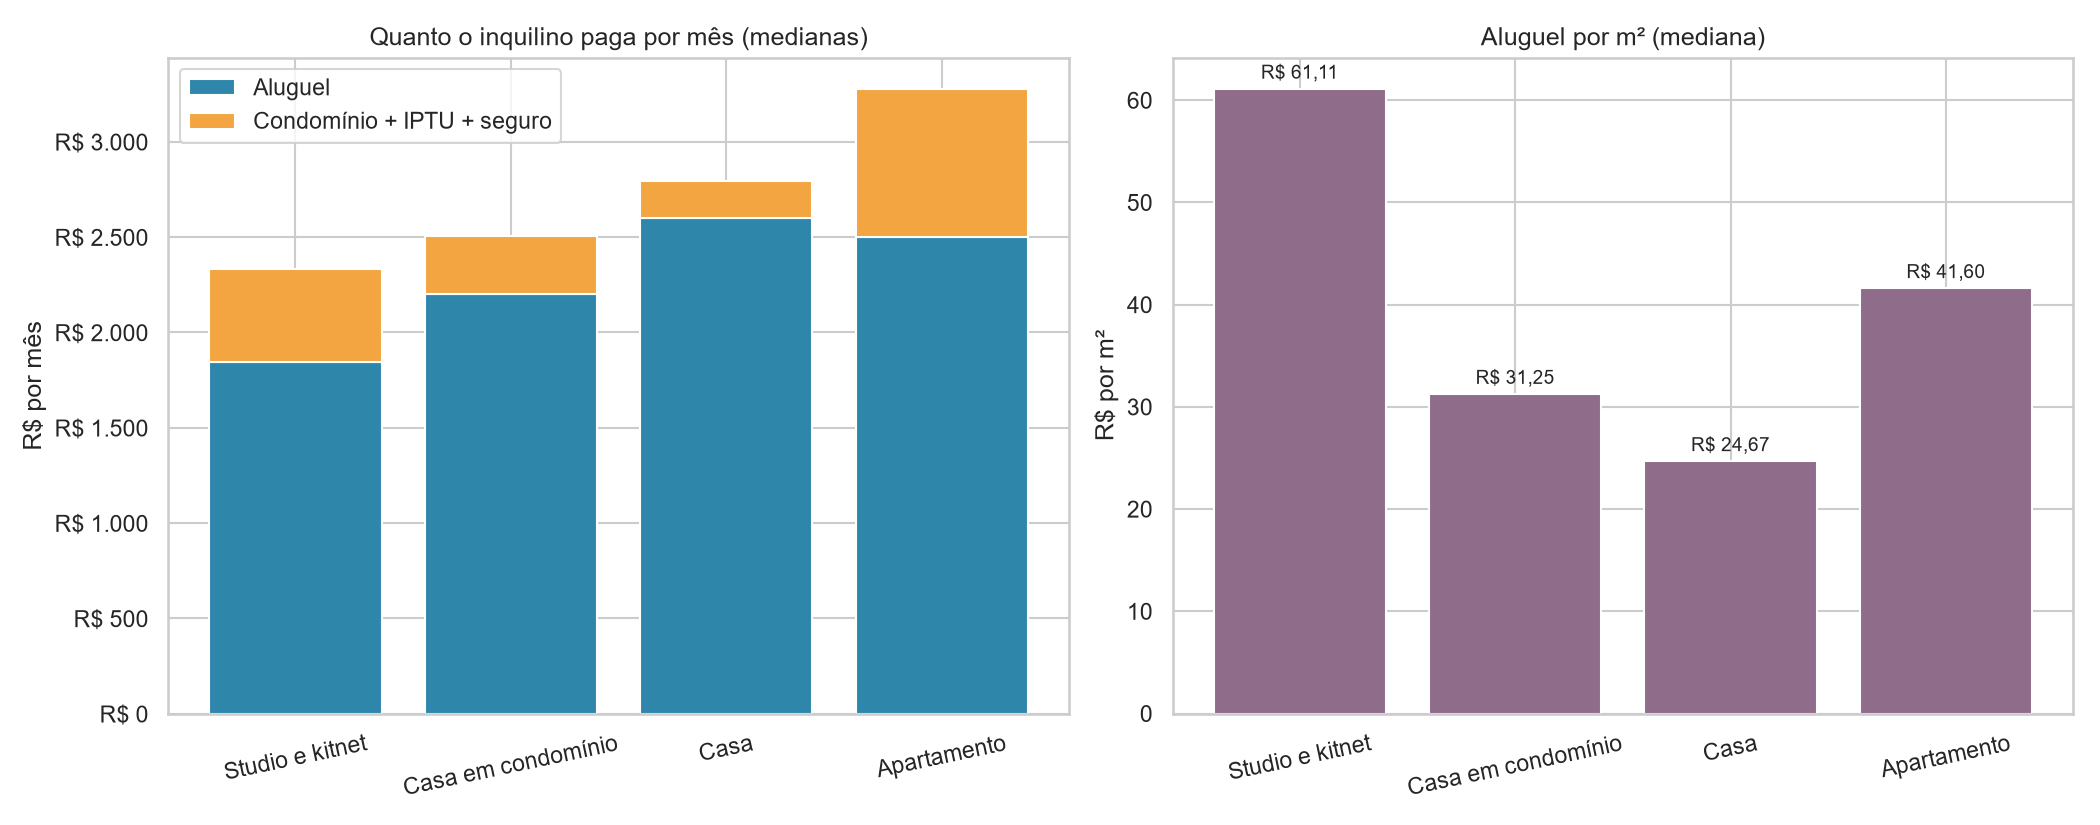 Quanto o inquilino paga por mês (medianas)
Aluguel
Condomínio + IPTU + seguro
R$ por mês
R$ 3.000
R$ 2.500
R$ 2.000
R$ 1.500
R$ 1.000
R$ 500
R$ 0
Studio e kitnet
Casa em condomínio
Casa
Apartamento
Aluguel por m² (mediana)
R$ por m²
60
50
40
30
20
10
0
R$ 61,11
R$ 31,25
R$ 24,67
R$ 41,60
Studio e kitnet
Casa em condomínio
Casa
Apartamento